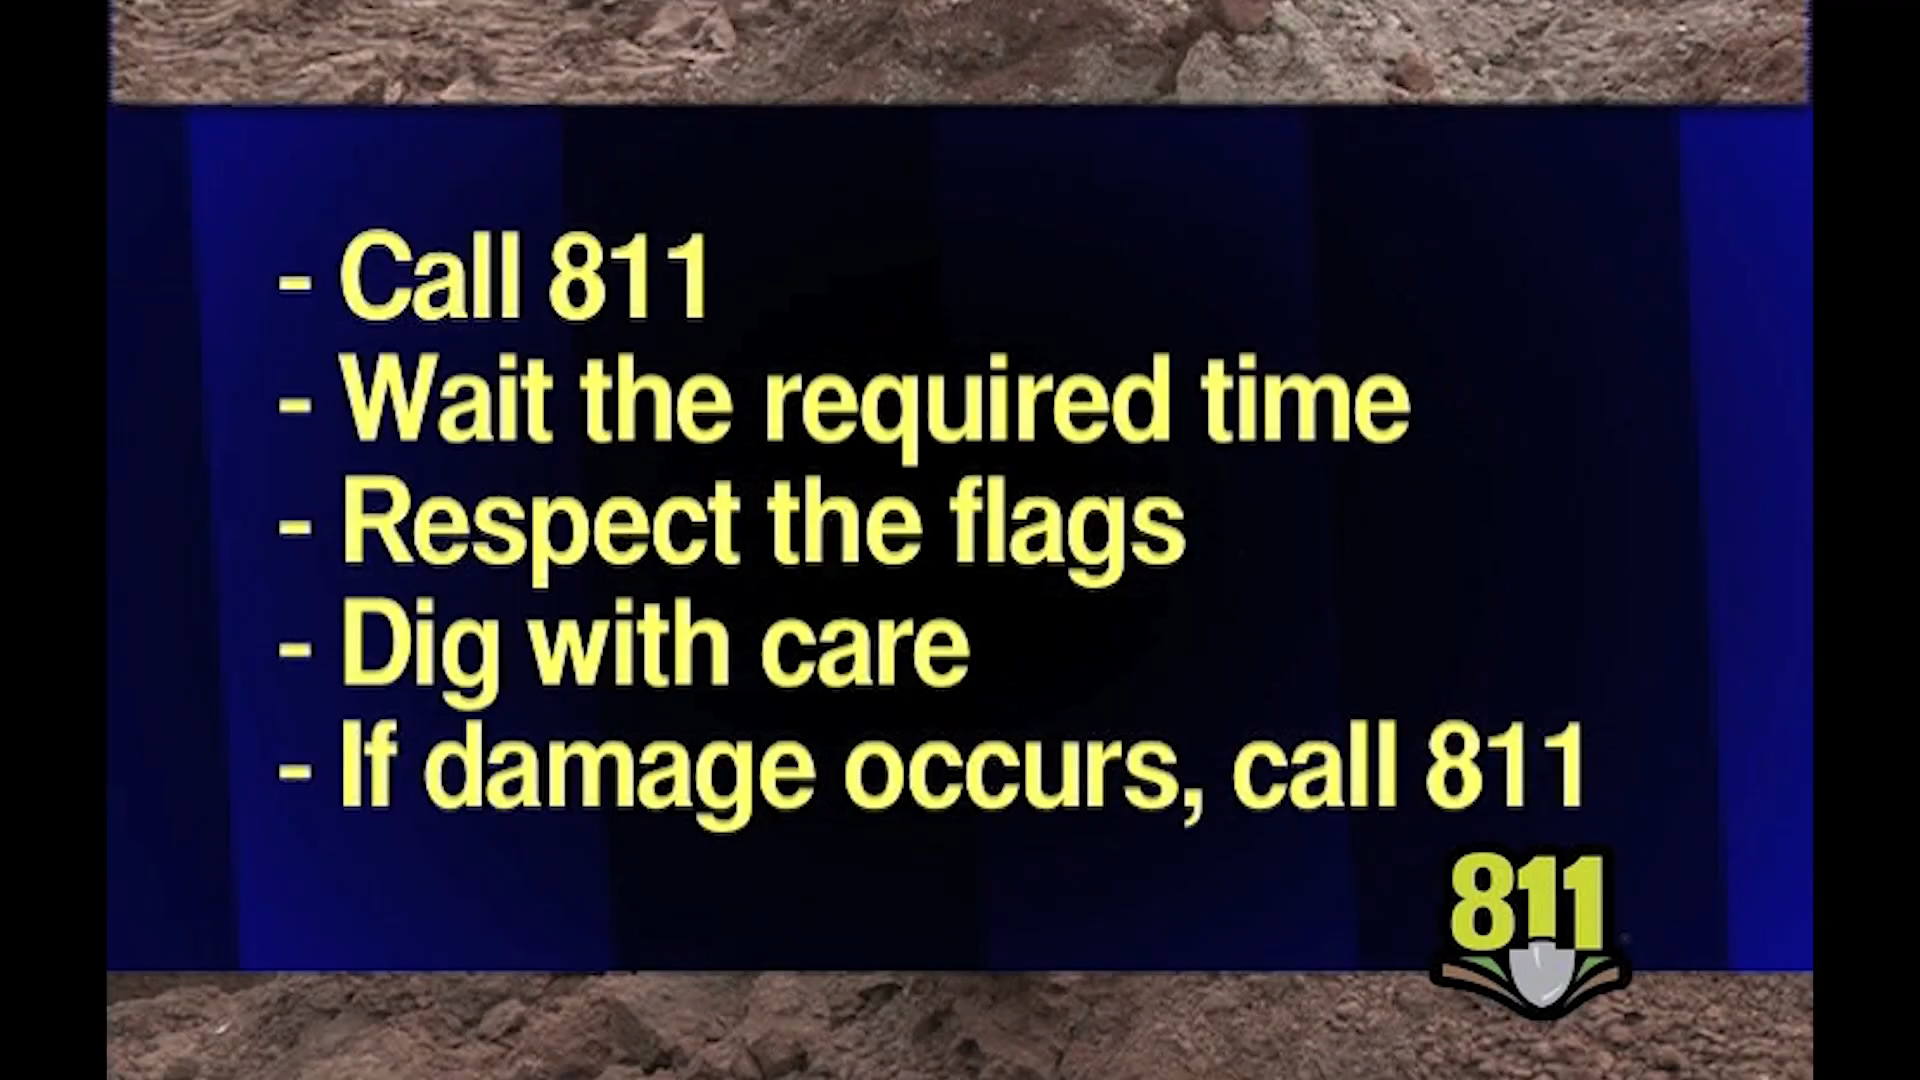 - Call 811
- Wait the required time
- Respect the flags
- Dig with care
- If damage occurs, call 811
811